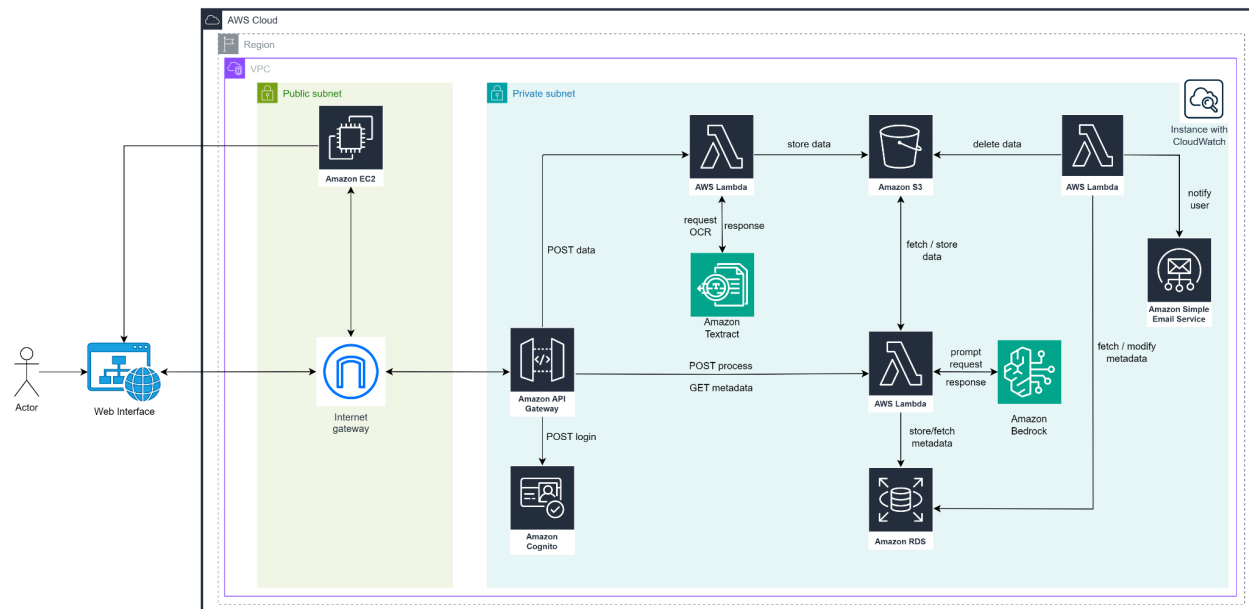 AWS Cloud
Region
VPC
Public subnet
Private subnet
Instance with
CloudWatch
Amazon EC2
AWS Lambda
store data
Amazon S3
delete data
AWS Lambda
notify
user
request
OCR
response
POST data
fetch / store
data
Amazon
Textract
Amazon Simple
Email Service
Actor
Web Interface
Internet
gateway
Amazon API
Gateway
POST process
GET metadata
AWS Lambda
prompt
request
response
Amazon
Bedrock
fetch / modify
metadata
POST login
store/fetch
metadata
Amazon
Cognito
Amazon RDS